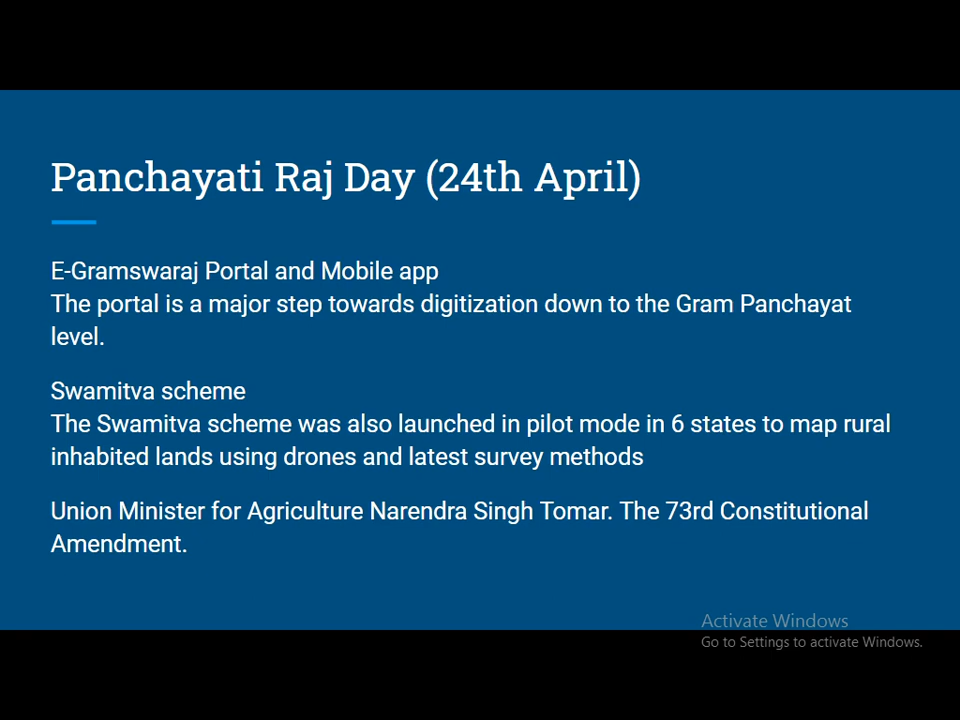 Panchayati Raj Day (24th April)
E-Gramswaraj Portal and Mobile app
The portal is a major step towards digitization down to the Gram Panchayat
level.
Swamitva scheme
The Swamitva scheme was also launched in pilot mode in 6 states to map rural
inhabited lands using drones and latest survey methods
Union Minister for Agriculture Narendra Singh Tomar. The 73rd Constitutional
Amendment.
Activate Windows
Go to Settings to activate Windows.